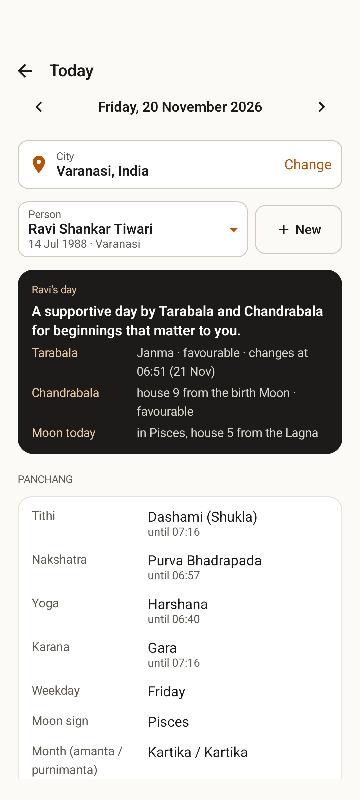 Today
Friday, 20 November 2026
City
Varanasi, India
Change
Person
Ravi Shankar Tiwari
14 Jul 1988 · Varanasi
+ New
Ravi's day
A supportive day by Tarabala and Chandrabala
for beginnings that matter to you.
Tarabala Janma · favourable · changes at
06:51 (21 Nov)
Chandrabala house 9 from the birth Moon ·
favourable
Moon today in Pisces, house 5 from the Lagna
PANCHANG
Tithi Dashami (Shukla)
until 07:16
Nakshatra Purva Bhadrapada
until 06:57
Yoga Harshana
until 06:40
Karana Gara
until 07:16
Weekday Friday
Moon sign Pisces
Month (amanta / Kartika / Kartika
purnimanta)